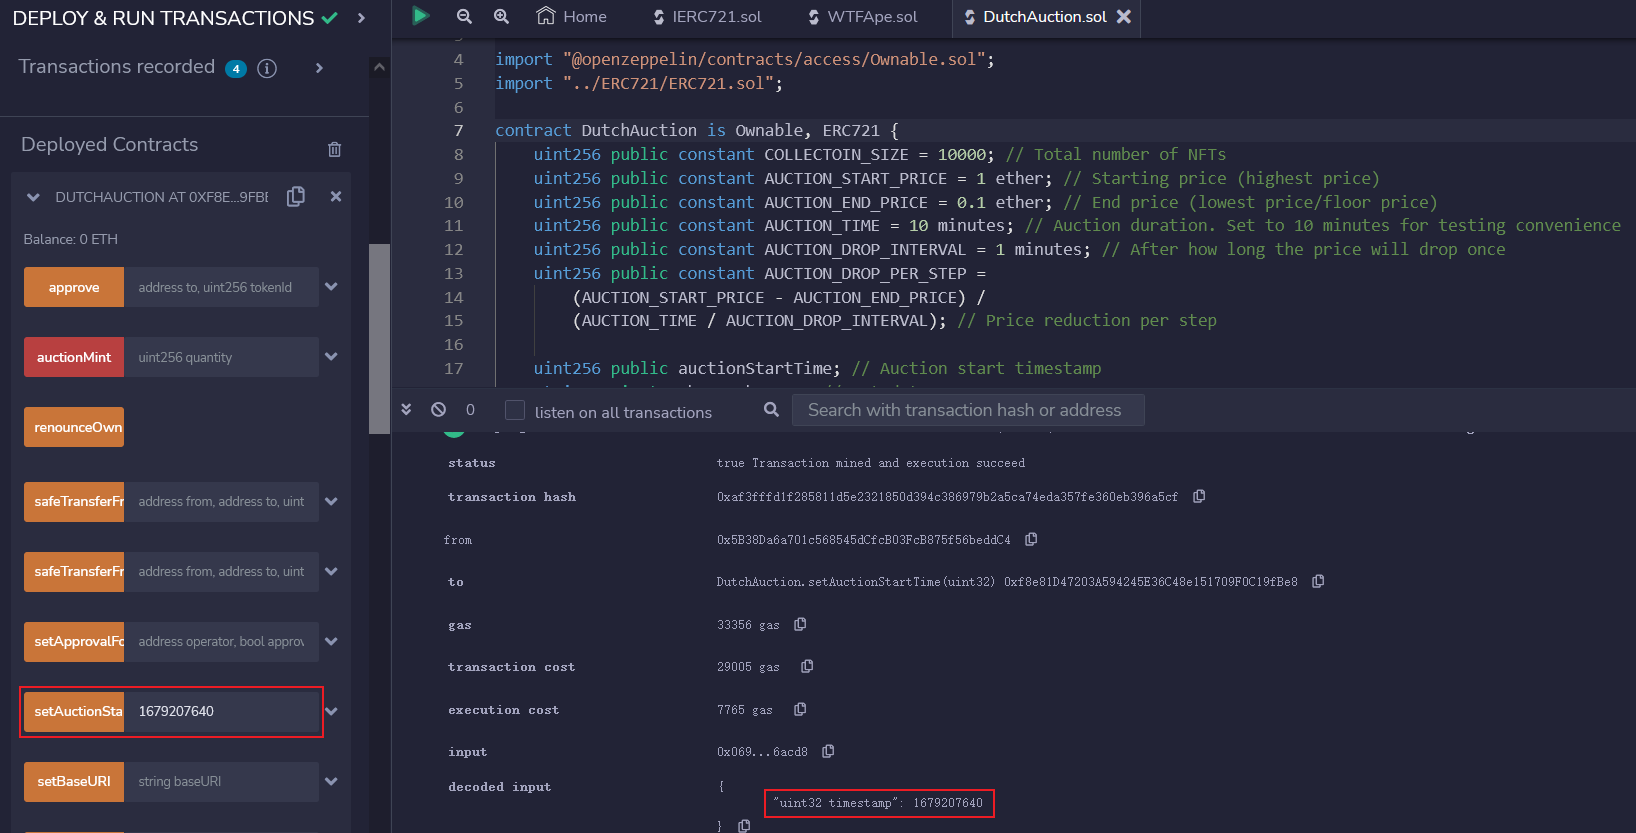 DEPLOY & RUN TRANSACTIONS
Transactions recorded 4
Deployed Contracts
DUTCHAUCTION AT 0XF8E...9FBE
Balance: 0 ETH
approve address to, uint256 tokenId
auctionMint uint256 quantity
renounceOwn
safeTransferFr address from, address to, uint
safeTransferFr address from, address to, uint
setApprovalFo address operator, bool approv
setAuctionSta 1679207640
setBaseURI string baseURI
Home IERC721.sol WTFApe.sol DutchAuction.sol
4 import "@openzeppelin/contracts/access/Ownable.sol";
5 import "../ERC721/ERC721.sol";
6
7 contract DutchAuction is Ownable, ERC721 {
8 uint256 public constant COLLECTOIN_SIZE = 10000; // Total number of NFTs
9 uint256 public constant AUCTION_START_PRICE = 1 ether; // Starting price (highest price)
10 uint256 public constant AUCTION_END_PRICE = 0.1 ether; // End price (lowest price/floor price)
11 uint256 public constant AUCTION_TIME = 10 minutes; // Auction duration. Set to 10 minutes for testing convenience
12 uint256 public constant AUCTION_DROP_INTERVAL = 1 minutes; // After how long the price will drop once
13 uint256 public constant AUCTION_DROP_PER_STEP =
14 (AUCTION_START_PRICE - AUCTION_END_PRICE) /
15 (AUCTION_TIME / AUCTION_DROP_INTERVAL); // Price reduction per step
16
17 uint256 public auctionStartTime; // Auction start timestamp
0 listen on all transactions Search with transaction hash or address
status true Transaction mined and execution succeed
transaction hash 0xaf3fffd1f285811d5e2321850d394c386979b2a5ca74eda357fe360eb396a5cf
from 0x5B38Da6a701c568545dCfcB03FcB875f56beddC4
to DutchAuction.setAuctionStartTime(uint32) 0xf8e81D47203A594245E36C48e151709F0C19fBe8
gas 33356 gas
transaction cost 29005 gas
execution cost 7765 gas
input 0x069...6acd8
decoded input {
"uint32 timestamp": 1679207640
}